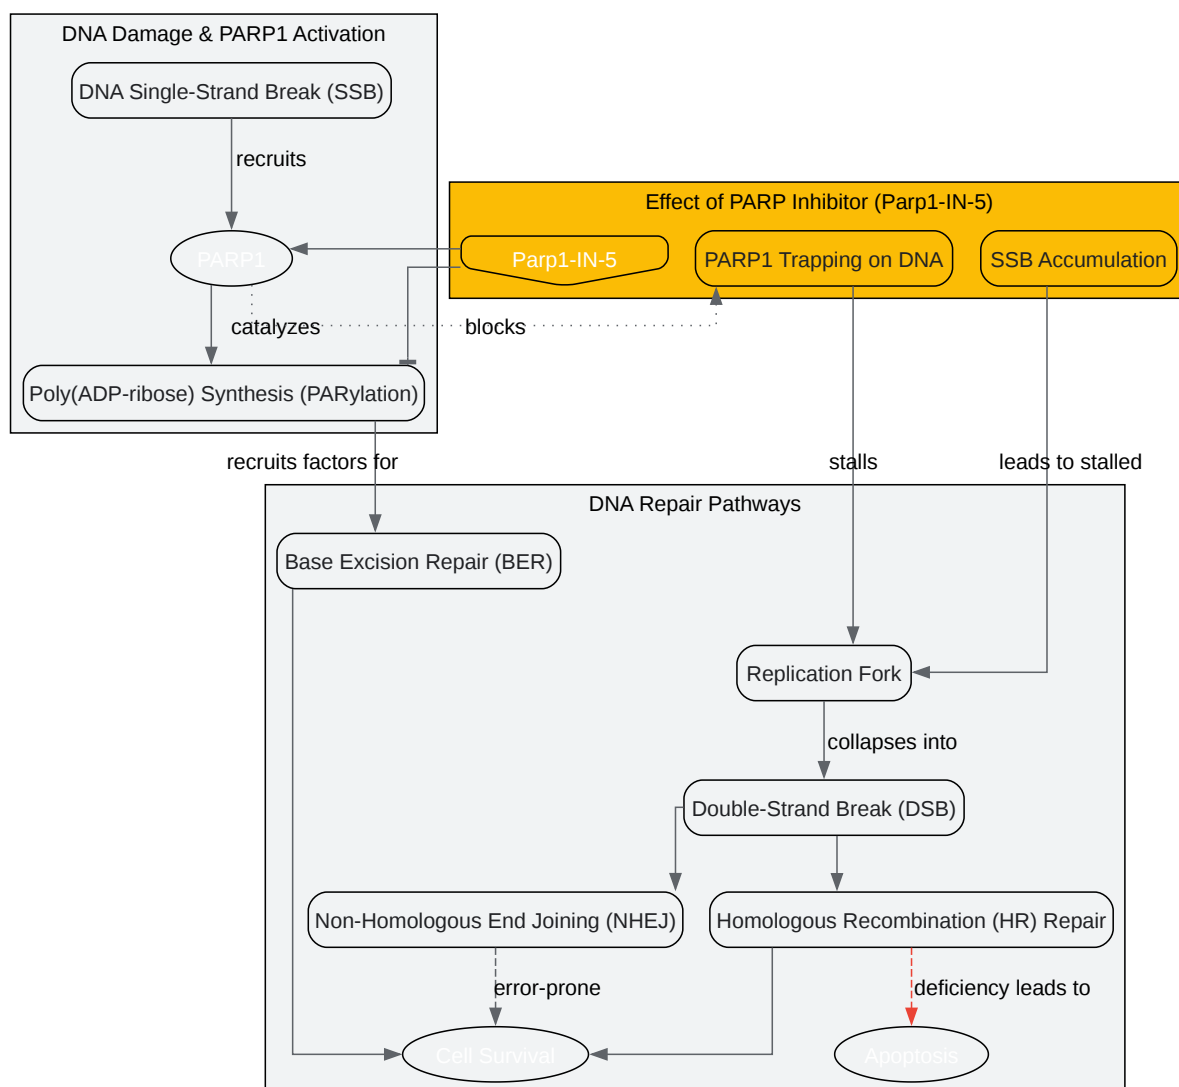 DNA Damage & PARP1 Activation
DNA Single-Strand Break (SSB)
recruits
Effect of PARP Inhibitor (Parp1-IN-5)
PARP1
Parp1-IN-5
PARP1 Trapping on DNA
SSB Accumulation
catalyzes
blocks
Poly(ADP-ribose) Synthesis (PARylation)
recruits factors for
stalls
leads to stalled
DNA Repair Pathways
Base Excision Repair (BER)
Replication Fork
collapses into
Double-Strand Break (DSB)
Non-Homologous End Joining (NHEJ)
Homologous Recombination (HR) Repair
error-prone
deficiency leads to
Cell Survival
Apoptosis